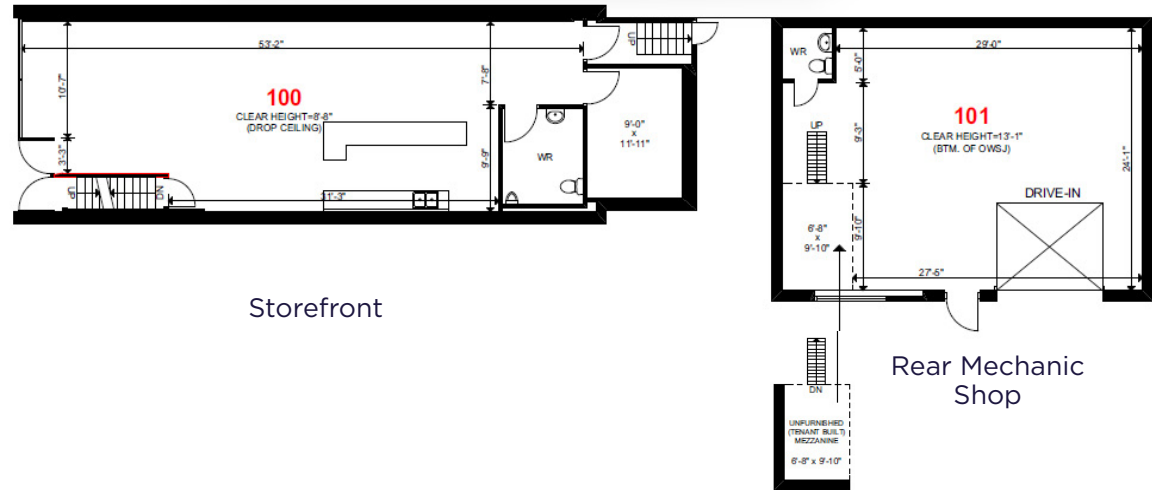 53'-2"
10'-7"
3'-3"
100
CLEAR HEIGHT=8'-8"
(DROP CEILING)
7'-8"
9'-9"
UP
9'-0"
x
11'-11"
WR
UP
DN
31'-3"
Storefront
WR
5'-0"
29'-0"
101
CLEAR HEIGHT=13'-1"
(BTM. OF OWSJ)
UP
9'-3"
24'-1"
DRIVE-IN
6'-8"
x
9'-10"
9'-10"
27'-5"
Rear Mechanic
Shop
DN
UNFURNISHED
(TENANT BUILT)
MEZZANINE
6'-8" x 9'-10"